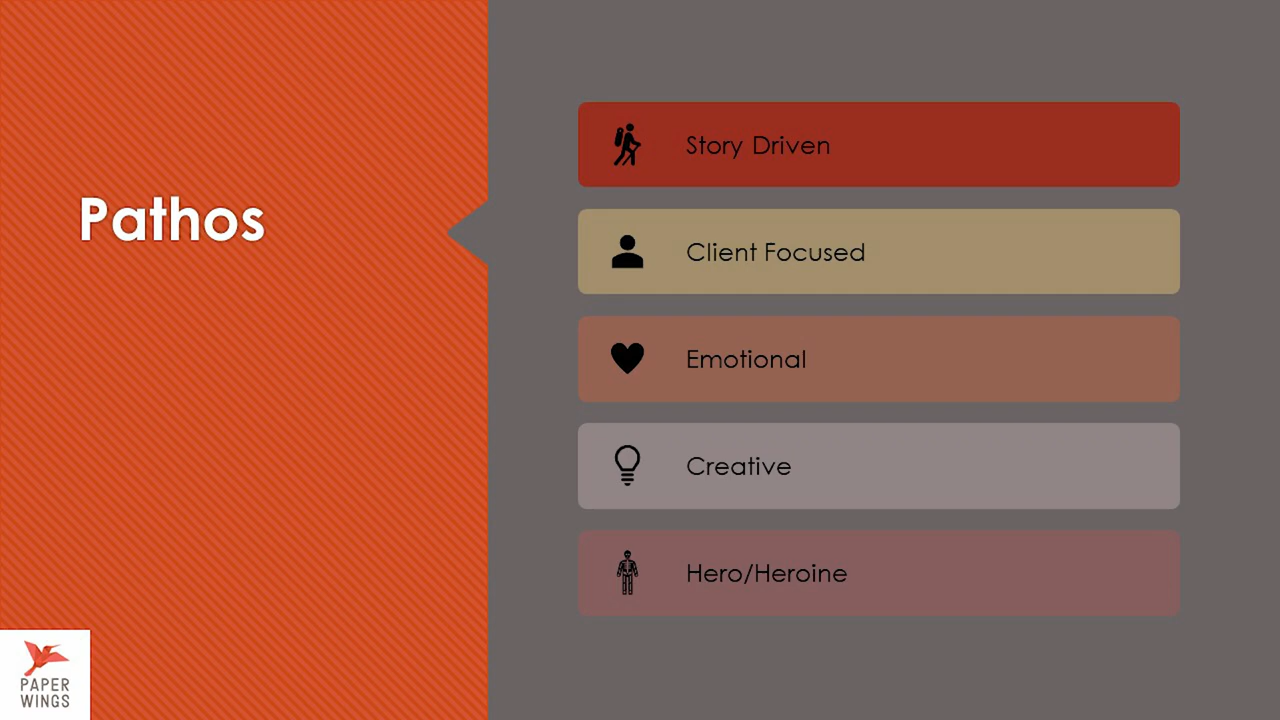 Pathos
Story Driven
Client Focused
Emotional
Creative
Hero/Heroine
PAPER
WINGS